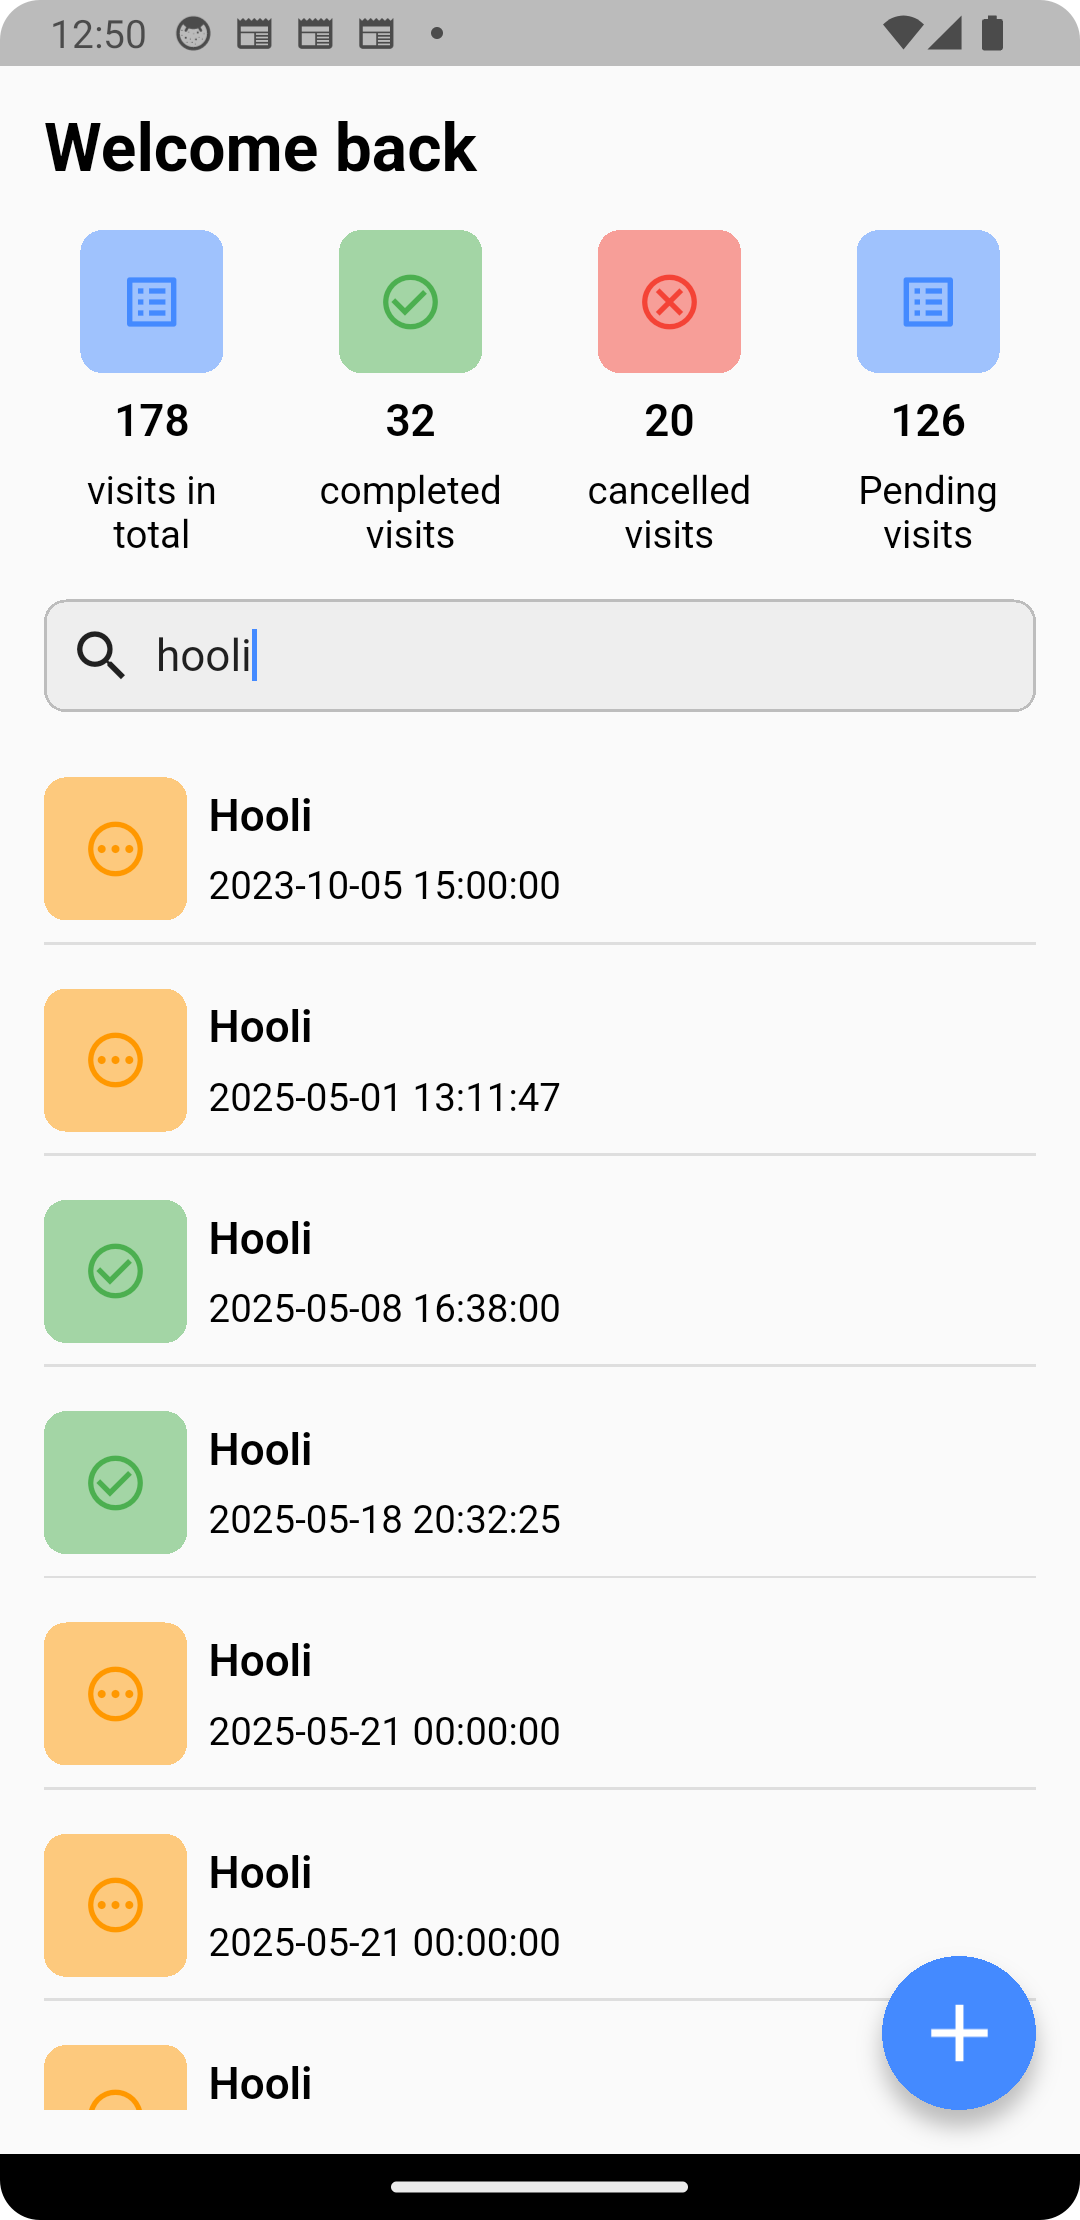 12:50
Welcome back
178
visits in
total
32
completed
visits
20
cancelled
visits
126
Pending
visits
hooli
Hooli
2023-10-05 15:00:00
Hooli
2025-05-01 13:11:47
Hooli
2025-05-08 16:38:00
Hooli
2025-05-18 20:32:25
Hooli
2025-05-21 00:00:00
Hooli
2025-05-21 00:00:00
Hooli